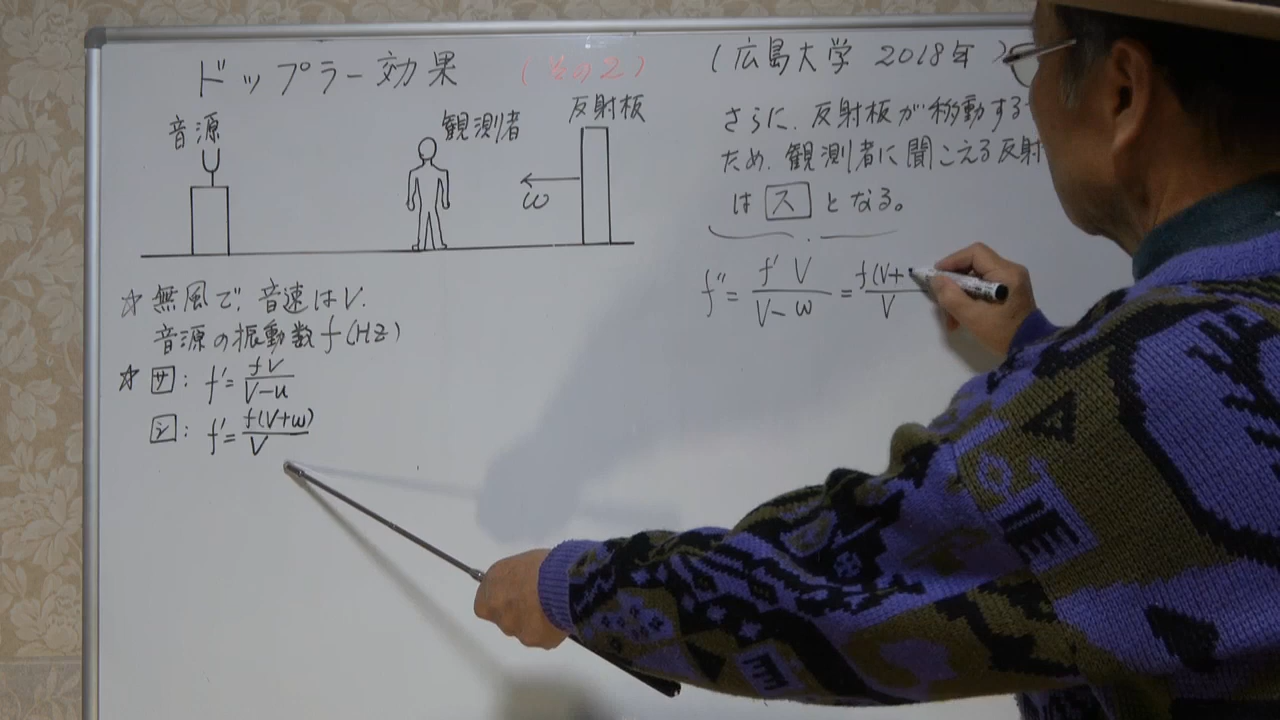 ドップラー効果 (その2)
(広島大学 2018年)
音源
観測者
反射板
ω
☆ 無風で、音速はV.
音源の振動数 f (HZ)
☆ サ: f' = fV / V-u
シ: f' = f(V+ω) / V
さらに、反射板が移動する
ため、観測者に聞こえる反射
は ス となる。
f'' = f' V / V-ω = f(V+ / V